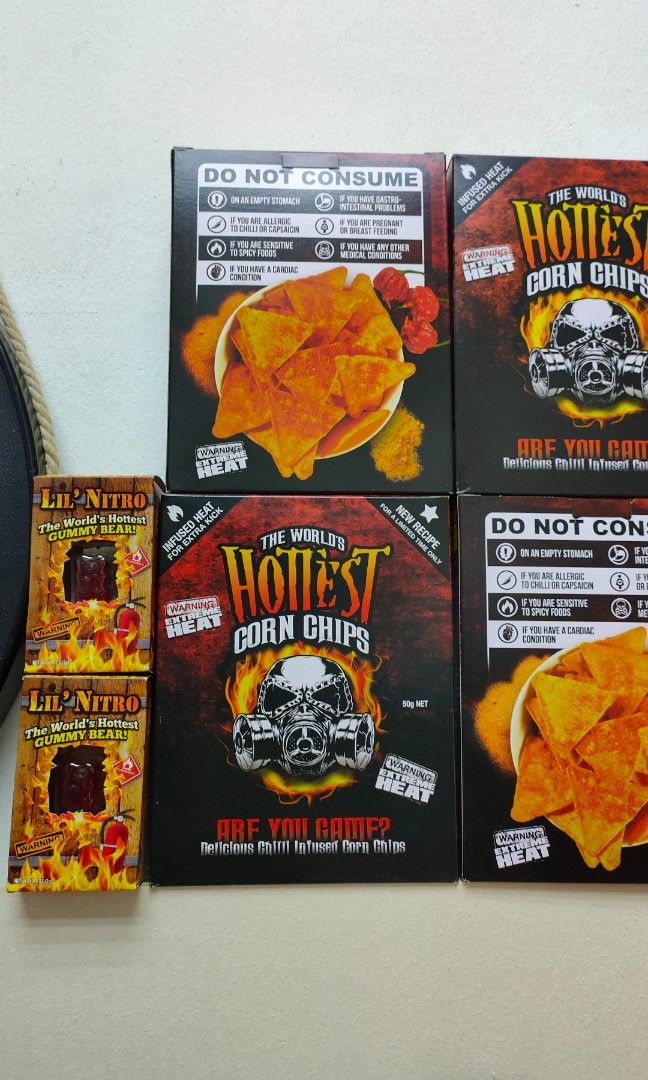 DO NOT CONSUME
ON AN EMPTY STOMACH
IF YOU HAVE GASTRO-
INTESTINAL PROBLEMS
IF YOU ARE ALLERGIC
TO CHILLI OR CAPSAICIN
IF YOU ARE PREGNANT
OR BREAST FEEDING
IF YOU ARE SENSITIVE
TO SPICY FOODS
IF YOU HAVE ANY OTHER
MEDICAL CONDITIONS
IF YOU HAVE A CARDIAC
CONDITION
WARNING
EXTREME
HEAT
INFUSED HEAT
FOR EXTRA KICK
THE WORLD'S
HOTTEST
CORN CHIPS
WARNING
EXTREME
HEAT
ARE YOU GAM
Delicious Chilli Infused Cor
LIL' NITRO
The World's Hottest
GUMMY BEAR!
WARNING
LIL' NITRO
The World's Hottest
GUMMY BEAR!
WARNING
INFUSED HEAT
FOR EXTRA KICK
NEW RECIPE
FOR A LIMITED TIME ONLY
THE WORLD'S
HOTTEST
CORN CHIPS
WARNING
EXTREME
HEAT
50g NET
WARNING
EXTREME
HEAT
ARE YOU GAME?
Delicious Chilli Infused Corn Chips
DO NOT CONS
ON AN EMPTY STOMACH
IF Y
INTE
IF YOU ARE ALLERGIC
TO CHILLI OR CAPSAICIN
IF YOU ARE SENSITIVE
TO SPICY FOODS
IF YOU HAVE A CARDIAC
CONDITION
WARNING
EXTREME
HEAT